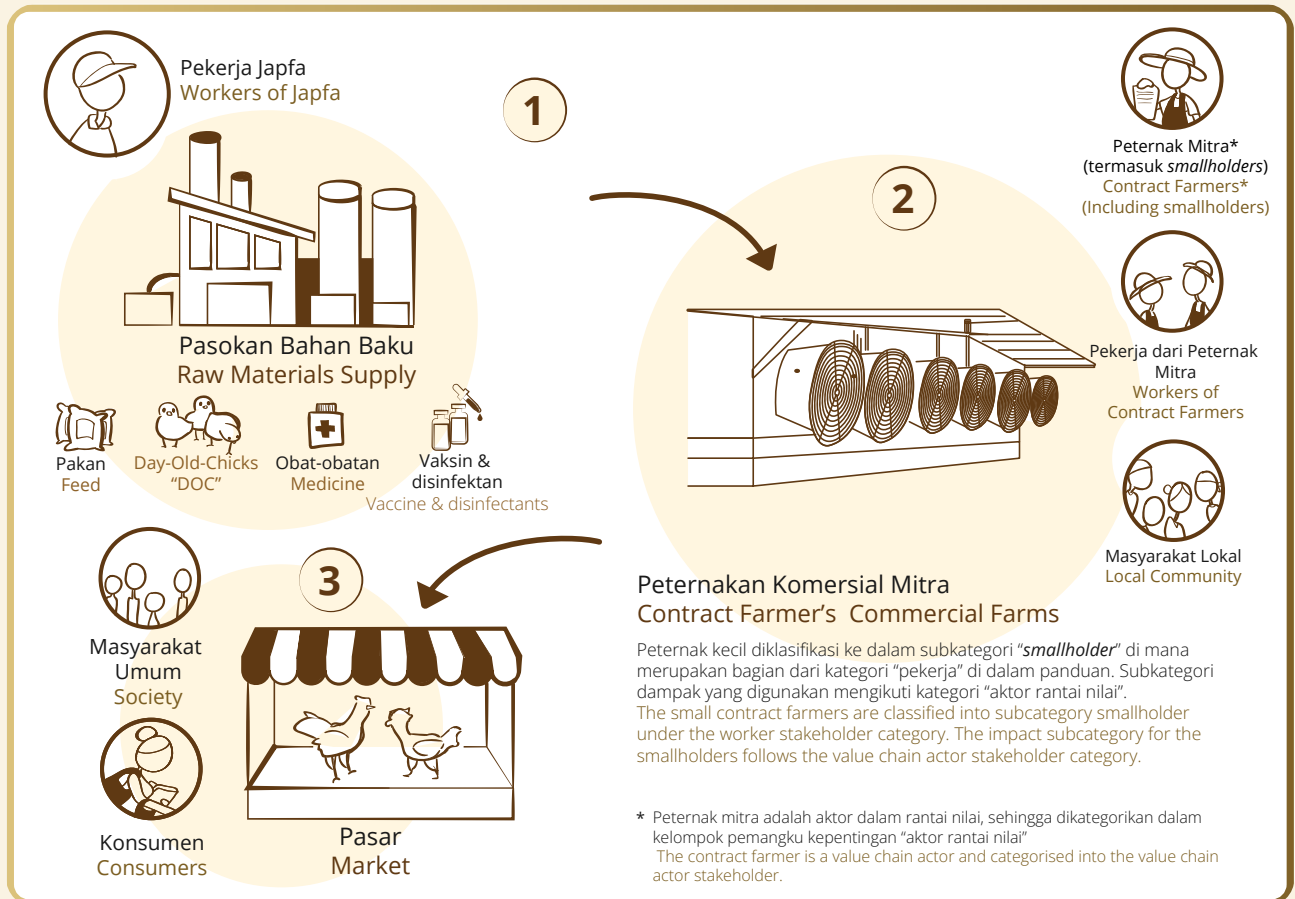 Pekerja Japfa
Workers of Japfa
1
Pasokan Bahan Baku
Raw Materials Supply
Pakan
Feed
Day-Old-Chicks
“DOC”
Obat-obatan
Medicine
Vaksin &
disinfektan
Vaccine & disinfectants
2
Peternak Mitra*
(termasuk smallholders)
Contract Farmers*
(Including smallholders)
Pekerja dari Peternak
Mitra
Workers of
Contract Farmers
Masyarakat Lokal
Local Community
Peternakan Komersial Mitra
Contract Farmer’s Commercial Farms
Peternak kecil diklasifikasi ke dalam subkategori “smallholder” di mana
merupakan bagian dari kategori “pekerja” di dalam panduan. Subkategori
dampak yang digunakan mengikuti kategori “aktor rantai nilai”.
The small contract farmers are classified into subcategory smallholder
under the worker stakeholder category. The impact subcategory for the
smallholders follows the value chain actor stakeholder category.
* Peternak mitra adalah aktor dalam rantai nilai, sehingga dikategorikan dalam
kelompok pemangku kepentingan “aktor rantai nilai”
The contract farmer is a value chain actor and categorised into the value chain
actor stakeholder.
3
Masyarakat
Umum
Society
Konsumen
Consumers
Pasar
Market